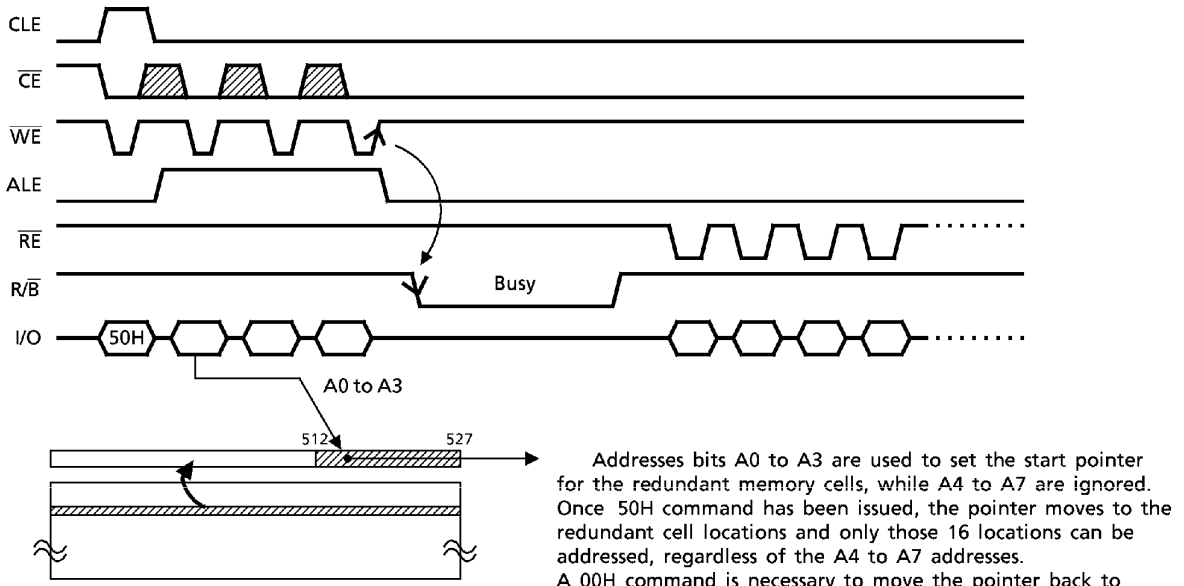 CLE
CE
WE
ALE
RE
R/B
Busy
I/O
50H
A0 to A3
512
527
Addresses bits A0 to A3 are used to set the start pointer
for the redundant memory cells, while A4 to A7 are ignored.
Once 50H command has been issued, the pointer moves to the
redundant cell locations and only those 16 locations can be
addressed, regardless of the A4 to A7 addresses.
A 00H command is necessary to move the pointer back to